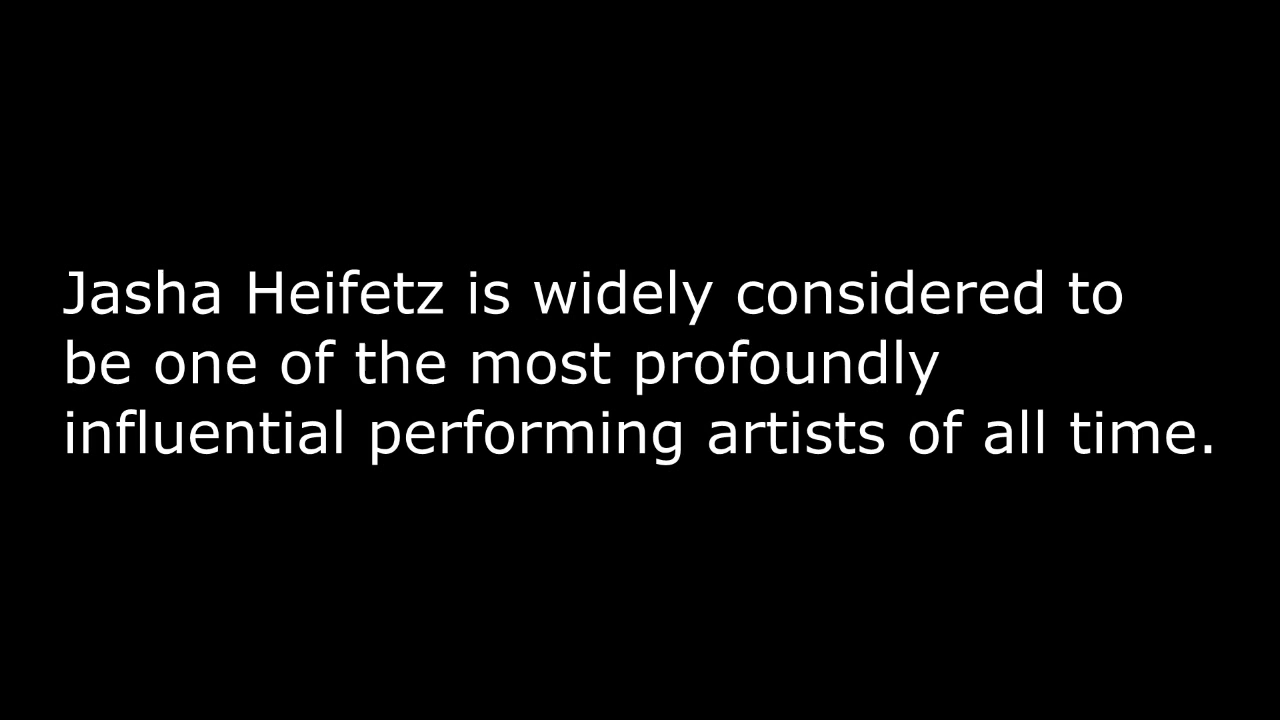 Jasha Heifetz is widely considered to
be one of the most profoundly
influential performing artists of all time.